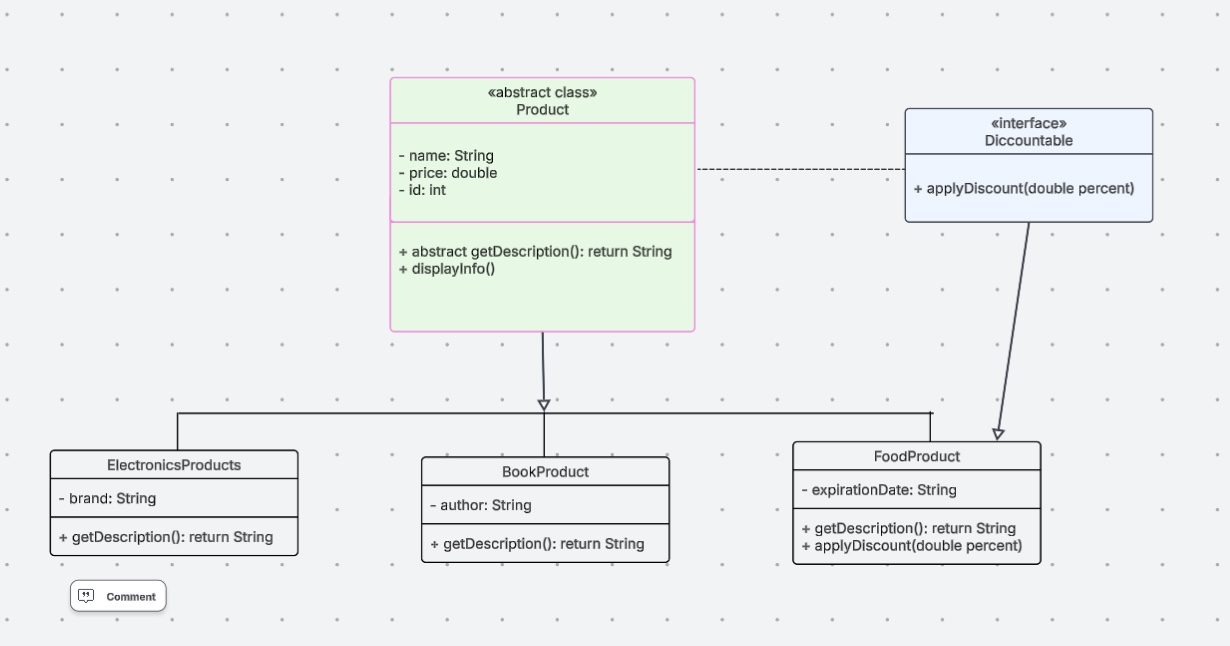 «abstract class»
Product
- name: String
- price: double
- id: int
+ abstract getDescription(): return String
+ displayInfo()
«interface»
Diccountable
+ applyDiscount(double percent)
ElectronicsProducts
- brand: String
+ getDescription(): return String
BookProduct
- author: String
+ getDescription(): return String
FoodProduct
- expirationDate: String
+ getDescription(): return String
+ applyDiscount(double percent)
Comment